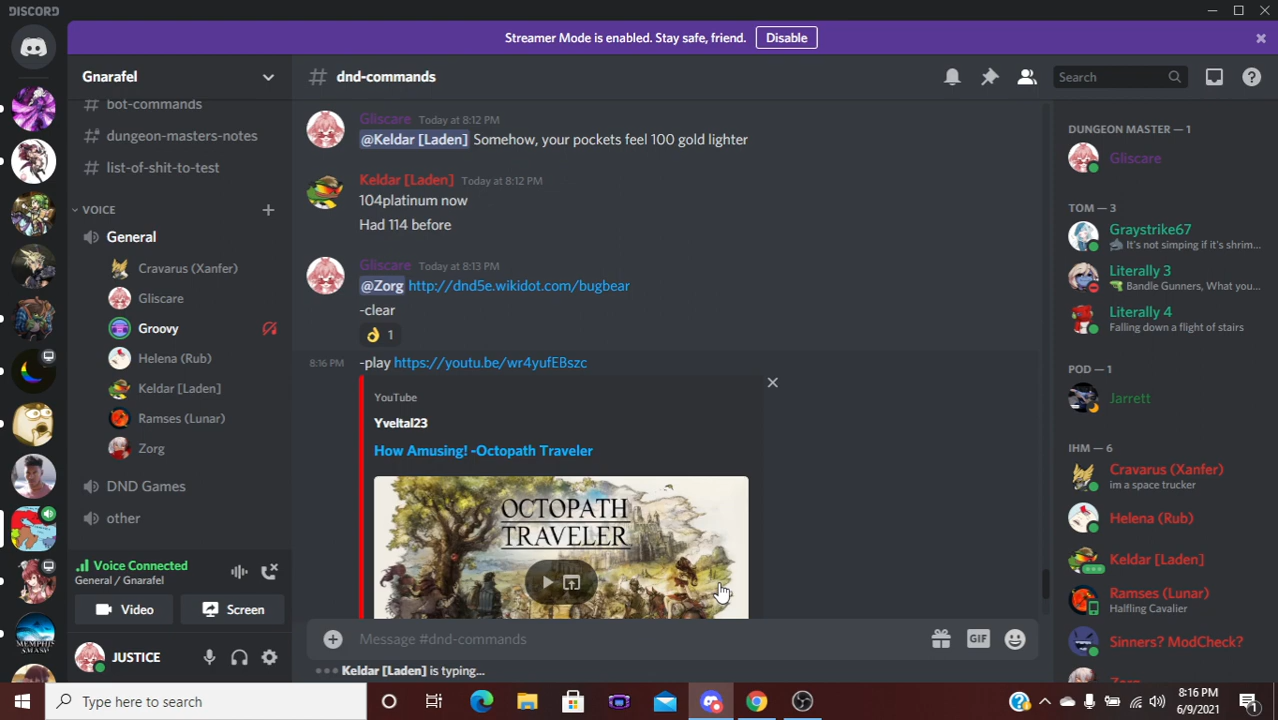 DISCORD
Streamer Mode is enabled. Stay safe, friend. Disable
Gnarafel
# bot-commands
# dungeon-masters-notes
# list-of-shit-to-test
VOICE
General
Cravarus (Xanfer)
Gliscare
Groovy
Helena (Rub)
Keldar [Laden]
Ramses (Lunar)
Zorg
DND Games
other
Voice Connected
General / Gnarafel
Video
Screen
JUSTICE
# dnd-commands
Search
Gliscare Today at 8:12 PM
@Keldar [Laden] Somehow, your pockets feel 100 gold lighter
Keldar [Laden] Today at 8:12 PM
104platinum now
Had 114 before
Gliscare Today at 8:13 PM
@Zorg http://dnd5e.wikidot.com/bugbear
-clear
👌 1
8:16 PM -play https://youtu.be/wr4yufEBszc
YouTube
Yveltal23
How Amusing! -Octopath Traveler
OCTOPATH
TRAVELER
Message #dnd-commands
GIF
Keldar [Laden] is typing...
DUNGEON MASTER — 1
Gliscare
TOM — 3
Graystrike67
It's not simping if it's shrim...
Literally 3
Bandle Gunners, What you...
Literally 4
Falling down a flight of stairs
POD — 1
Jarrett
IHM — 6
Cravarus (Xanfer)
im a space trucker
Helena (Rub)
Keldar [Laden]
Ramses (Lunar)
Halfling Cavalier
Sinners? ModCheck?
MEMPHIS
SMASH
Type here to search
8:16 PM
6/9/2021
1